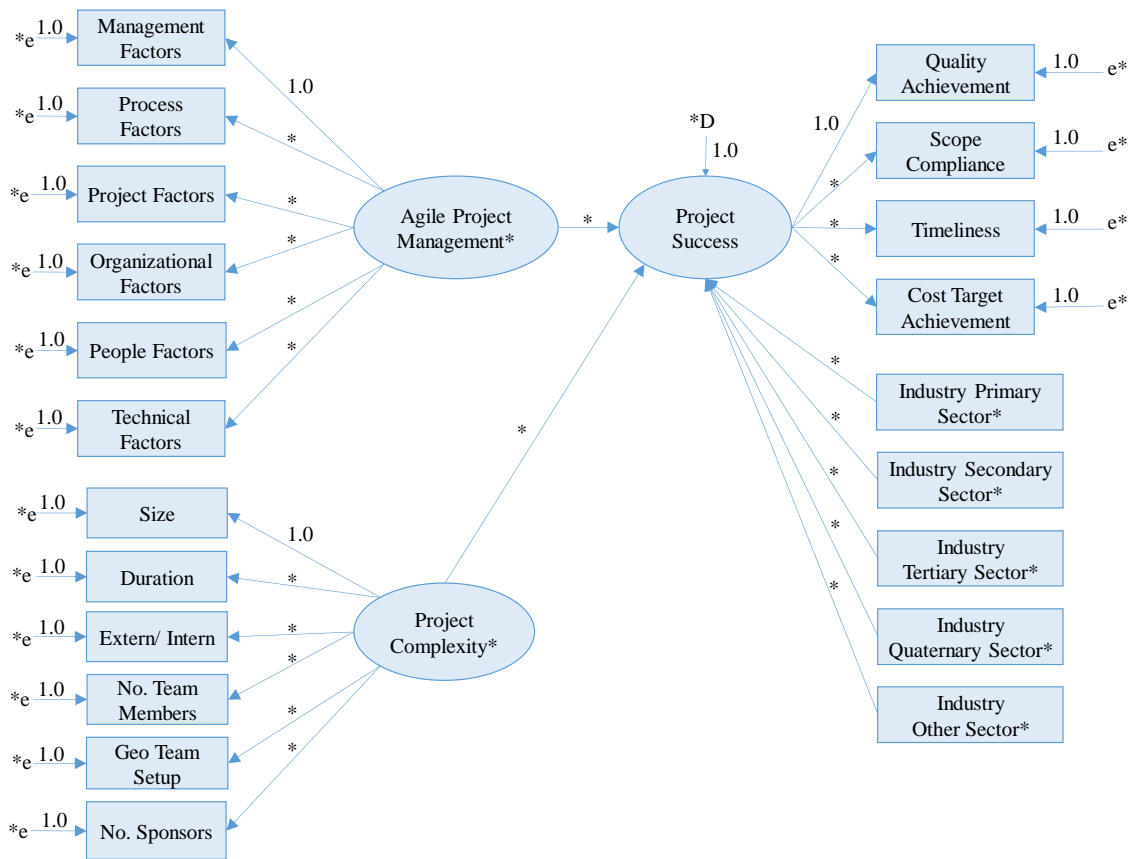 Management
Factors
*e
1.0
1.0
Process
Factors
*e
1.0
*
Project Factors
*e
1.0
*
Organizational
Factors
*e
1.0
*
People Factors
*e
1.0
*
Technical
Factors
*e
1.0
*
Agile Project
Management*
*
*D
1.0
Project
Success
Quality
Achievement
1.0
1.0
e*
Scope
Compliance
*
1.0
e*
Timeliness
*
1.0
e*
Cost Target
Achievement
*
1.0
e*
Industry Primary
Sector*
*
Industry Secondary
Sector*
*
Industry
Tertiary Sector*
*
Industry
Quaternary Sector*
*
Industry
Other Sector*
*
*
Size
*e
1.0
1.0
Duration
*e
1.0
*
Extern/ Intern
*e
1.0
*
No. Team
Members
*e
1.0
*
Geo Team
Setup
*e
1.0
*
No. Sponsors
*e
1.0
*
Project
Complexity*